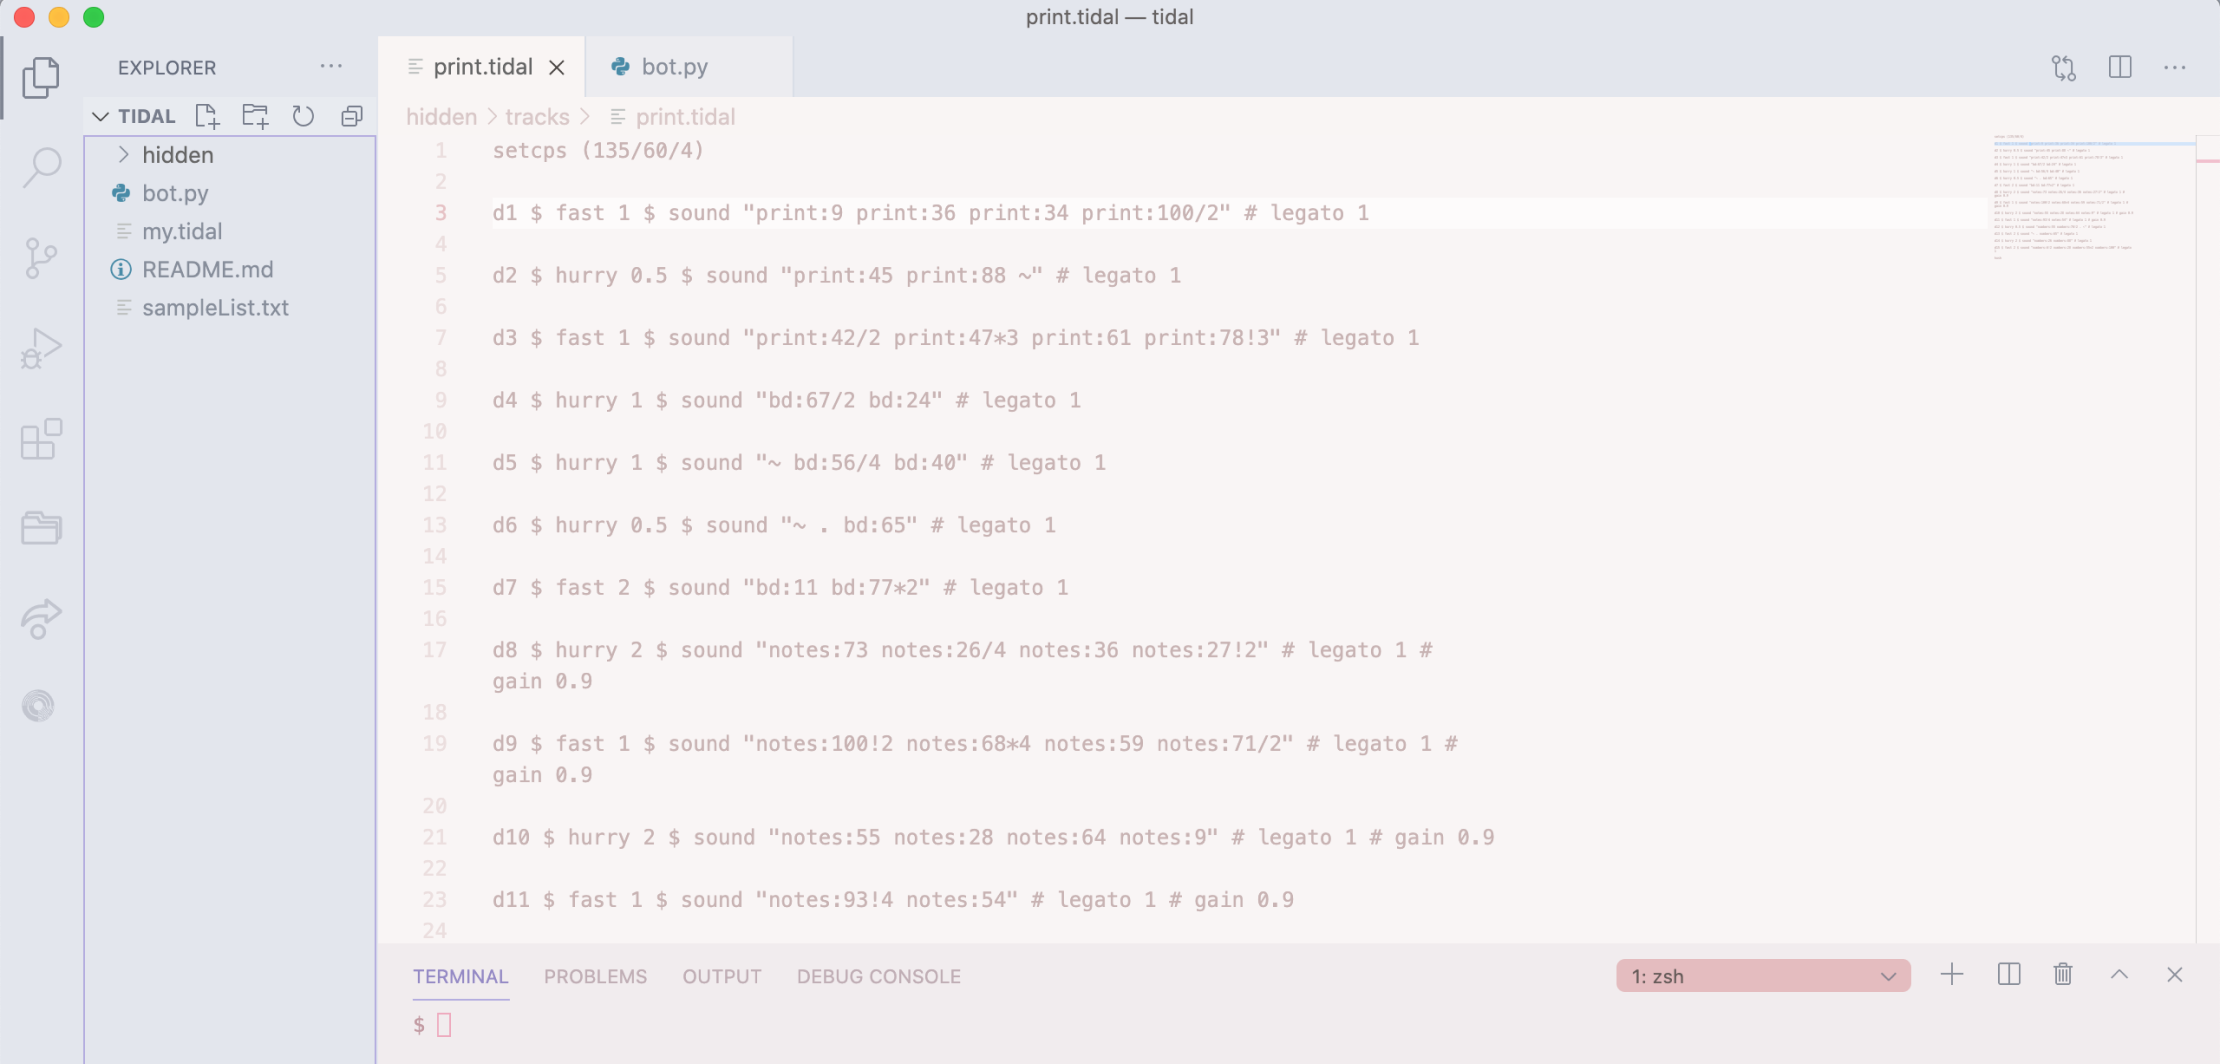 print.tidal — tidal
EXPLORER
print.tidal
bot.py
TIDAL
hidden
bot.py
my.tidal
README.md
sampleList.txt
hidden > tracks > print.tidal
1 setcps (135/60/4)
2
3 d1 $ fast 1 $ sound "print:9 print:36 print:34 print:100/2" # legato 1
4
5 d2 $ hurry 0.5 $ sound "print:45 print:88 ~" # legato 1
6
7 d3 $ fast 1 $ sound "print:42/2 print:47*3 print:61 print:78!3" # legato 1
8
9 d4 $ hurry 1 $ sound "bd:67/2 bd:24" # legato 1
10
11 d5 $ hurry 1 $ sound "~ bd:56/4 bd:40" # legato 1
12
13 d6 $ hurry 0.5 $ sound "~ . bd:65" # legato 1
14
15 d7 $ fast 2 $ sound "bd:11 bd:77*2" # legato 1
16
17 d8 $ hurry 2 $ sound "notes:73 notes:26/4 notes:36 notes:27!2" # legato 1 #
gain 0.9
18
19 d9 $ fast 1 $ sound "notes:100!2 notes:68*4 notes:59 notes:71/2" # legato 1 #
gain 0.9
20
21 d10 $ hurry 2 $ sound "notes:55 notes:28 notes:64 notes:9" # legato 1 # gain 0.9
22
23 d11 $ fast 1 $ sound "notes:93!4 notes:54" # legato 1 # gain 0.9
24
TERMINAL PROBLEMS OUTPUT DEBUG CONSOLE
1: zsh
$